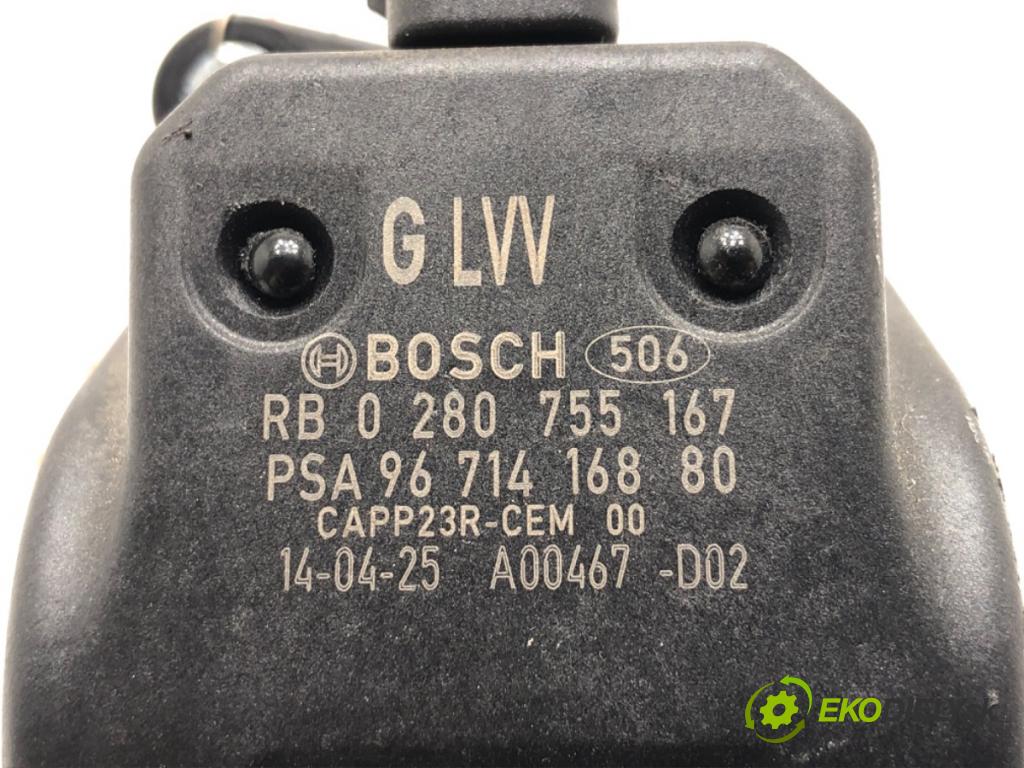 G LVV
BOSCH 506
RB 0 280 755 167
PSA 96 714 168 80
CAPP23R-CEM 00
14-04-25 A00467 -D02
EKO